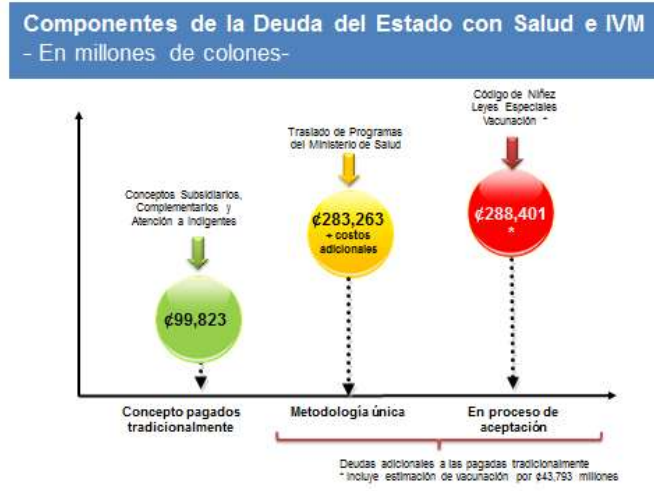 Componentes de la Deuda del Estado con Salud e IVM
- En millones de colones-
Código de Niñez
Leyes Especiales
Vacunación *
Traslado de Programas
del Ministerio de Salud
Conceptos Subsidiarios,
Complementarios y
Atención a Indigentes
¢283,263
+ costos
adicionales
¢288,401
*
¢99,823
Concepto pagados
tradicionalmente
Metodología única
En proceso de
aceptación
Deudas adicionales a las pagadas tradicionalmente
* Incluye estimación de vacunación por ¢43,793 millones